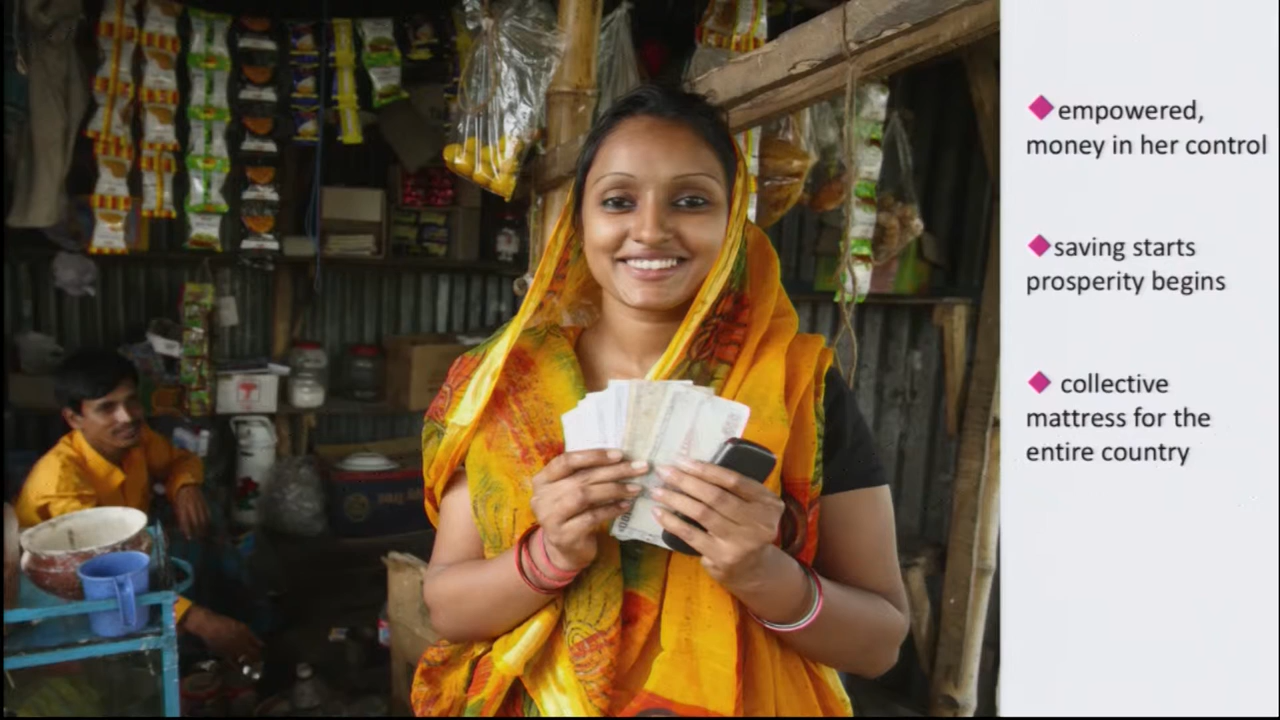 empowered,
money in her control
saving starts
prosperity begins
collective
mattress for the
entire country